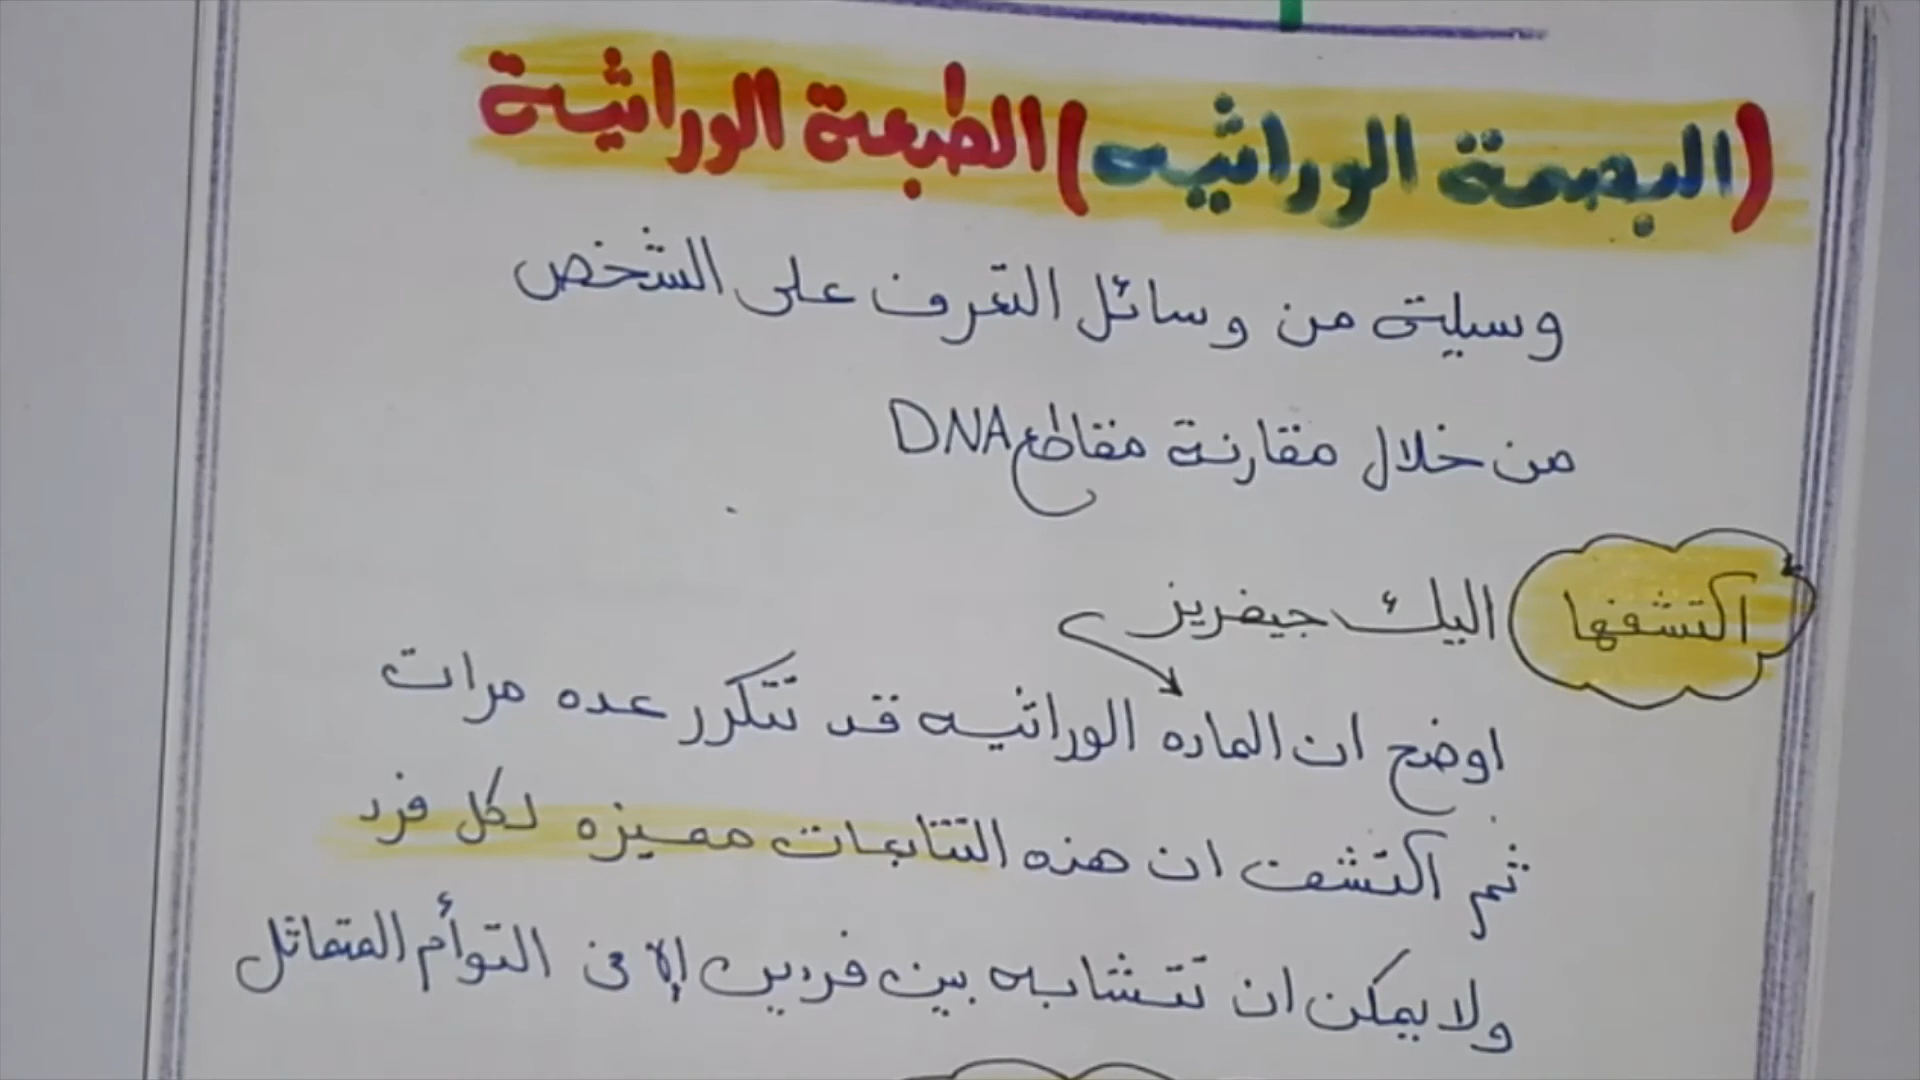 (البصمة الوراثيه) الطبعة الوراثية
وسيلة من وسائل التعرف على الشخص
من خلال مقارنة مقاطع DNA
اكتشفها اليك جيفريز
اوضح ان الماده الوراثيه قد تتكرر عده مرات
ثم اكتشف ان هذه التتابعات مميزه لكل فرد
ولا يمكن ان تتشابه بين فردين إلا في التوأم المتماثل